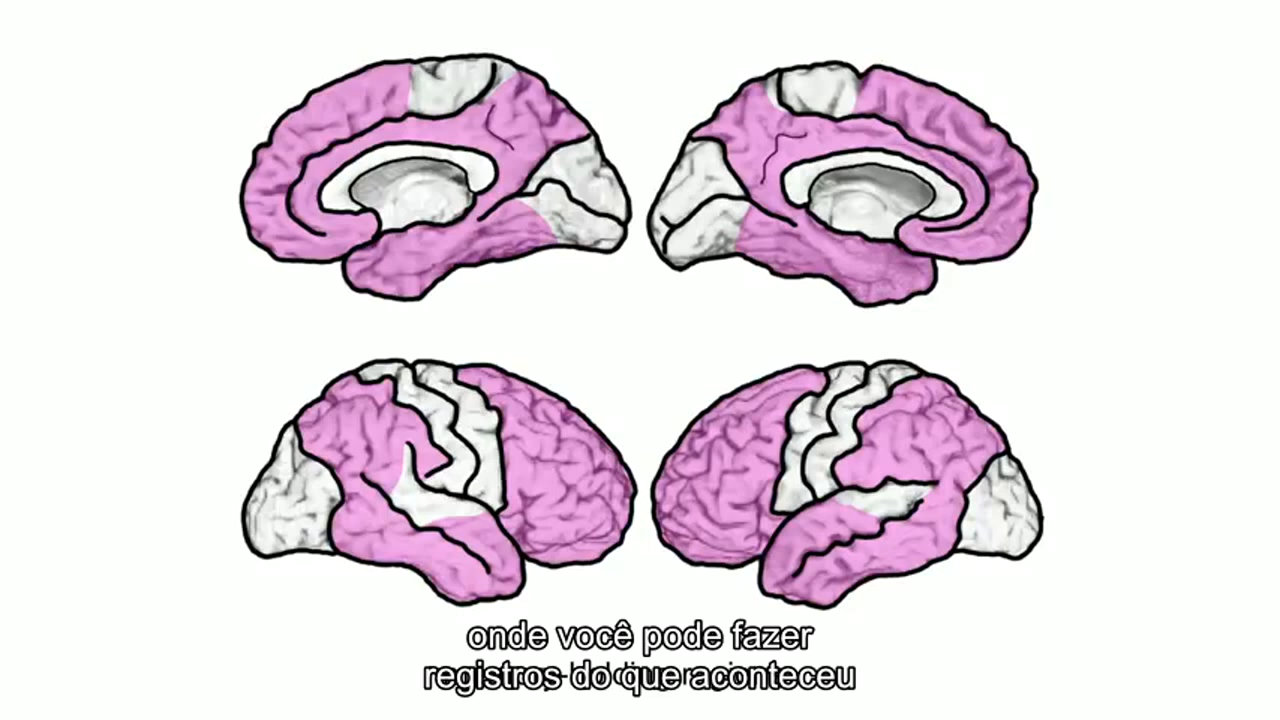 onde você pode fazer
registros do que aconteceu